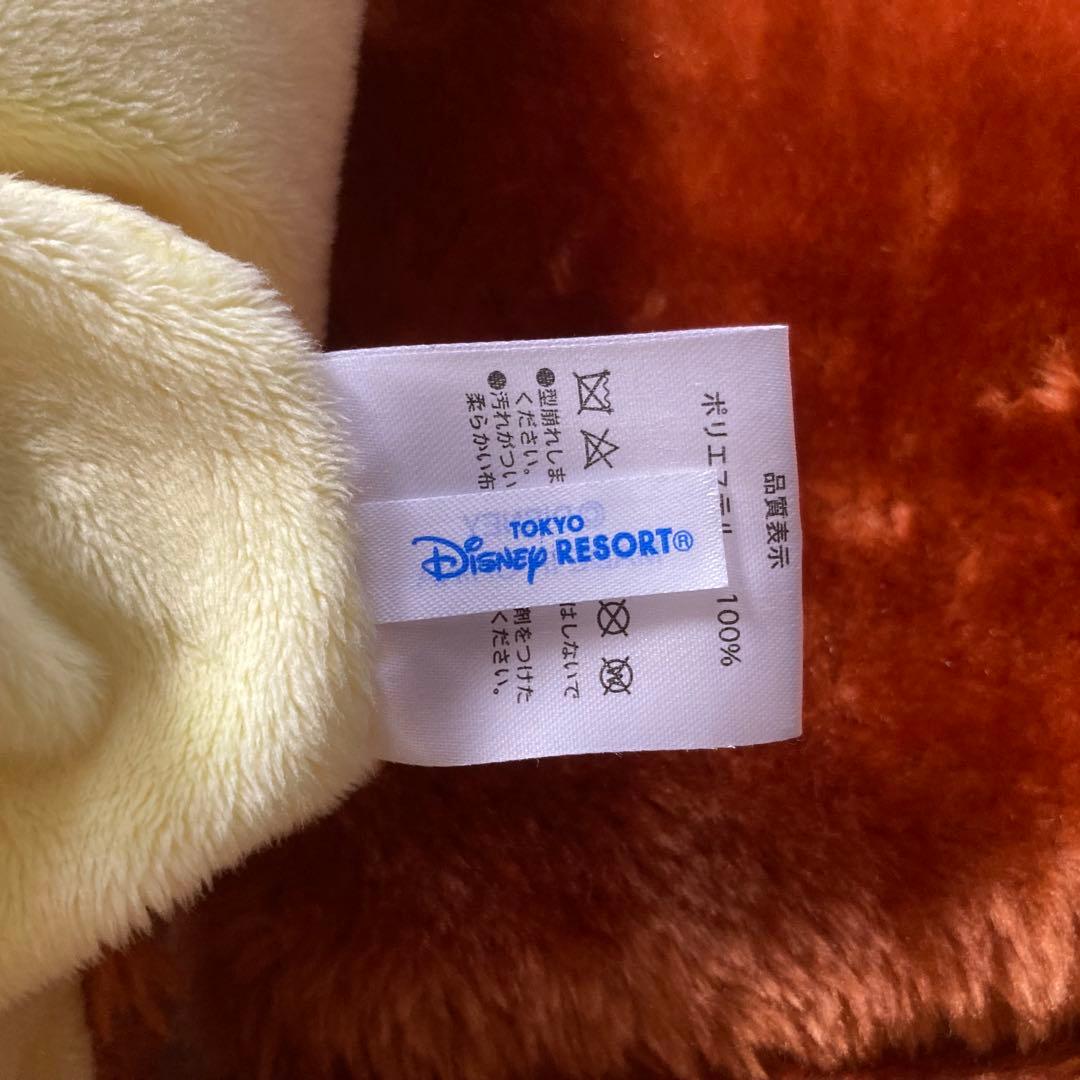 品質表示
ポリエステル 100%
●型崩れしま
はしないで
ください。
●汚れがつい
剤をつけた
柔らかい布
ください。
TOKYO
Disney RESORT®